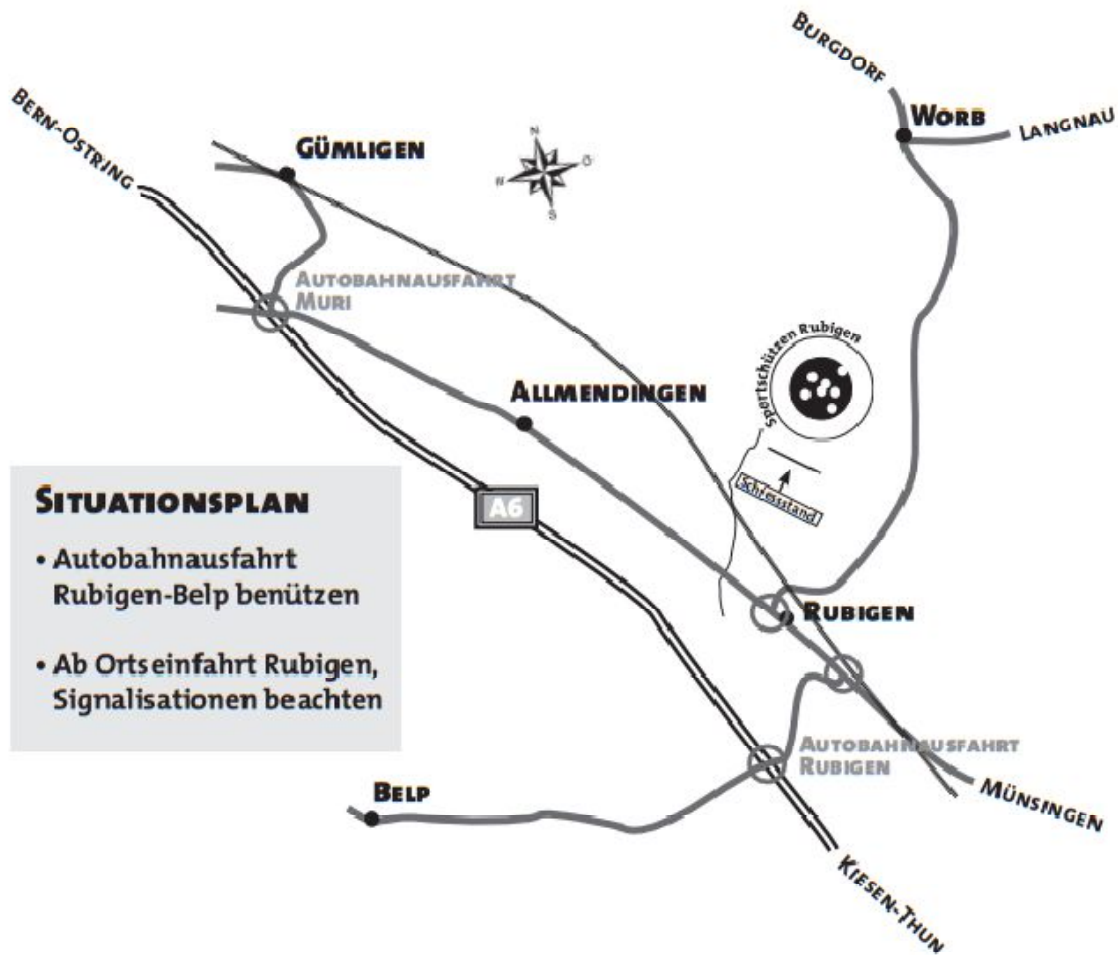 BURGDORF
WORB
LANGNAU
BERN-OSTRING
GÜMLIGEN
N
O
W
S
AUTOBAHNAUSFAHRT
MURI
Sportschützen Rubigen
ALLMENDINGEN
Schiessstand
A6
SITUATIONSPLAN
• Autobahnausfahrt
Rubigen-Belp benützen
• Ab Ortseinfahrt Rubigen,
Signalisationen beachten
RUBIGEN
AUTOBAHNAUSFAHRT
RUBIGEN
BELP
MÜNSINGEN
KIESEN-THUN